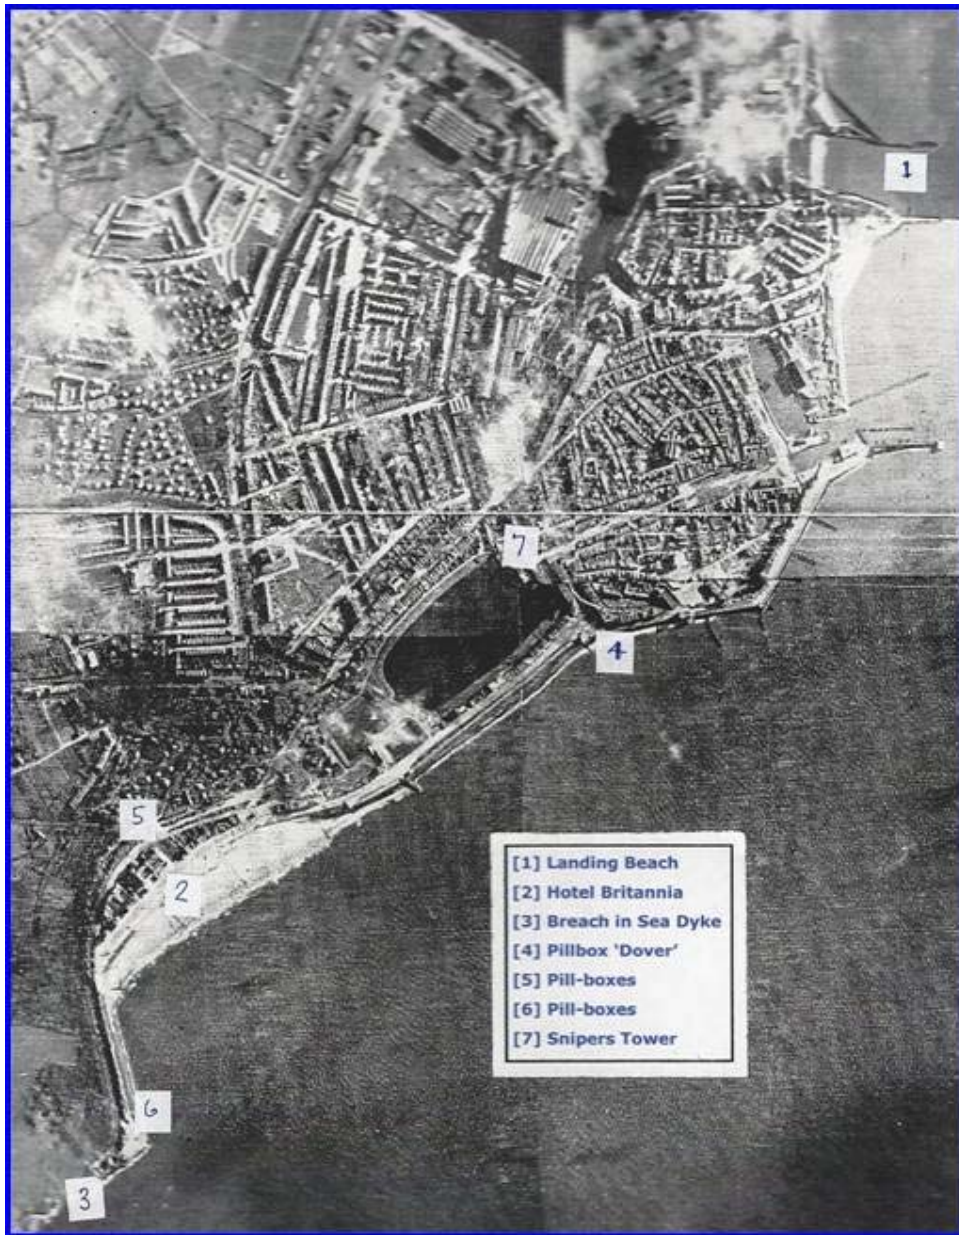 1
7
4
5
2
[1] Landing Beach
[2] Hotel Britannia
[3] Breach in Sea Dyke
[4] Pillbox ‘Dover’
[5] Pill-boxes
[6] Pill-boxes
[7] Snipers Tower
6
3